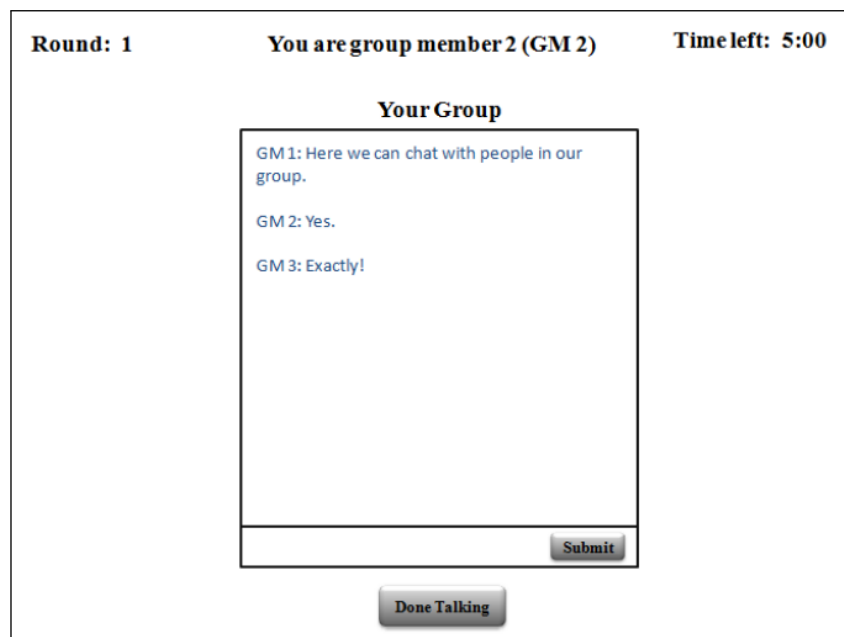 Round: 1
You are group member 2 (GM 2)
Time left: 5:00
Your Group
GM 1: Here we can chat with people in our
group.
GM 2: Yes.
GM 3: Exactly!
Submit
Done Talking